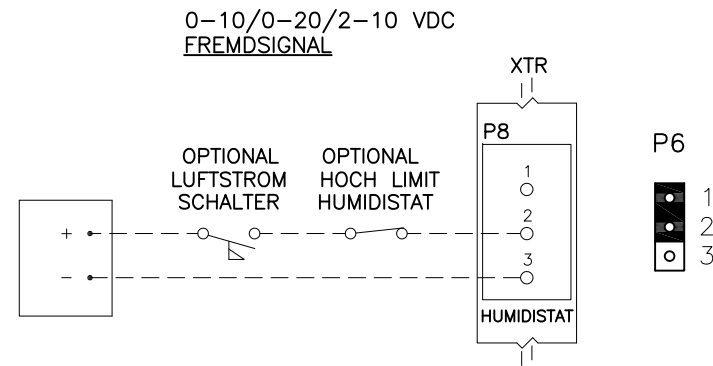 0-10/0-20/2-10 VDC
FREMDSIGNAL
XTR
P8
P6
OPTIONAL
LUFTSTROM
SCHALTER
OPTIONAL
HOCH LIMIT
HUMIDISTAT
1
2
3
+
-
HUMIDISTAT
1
2
3